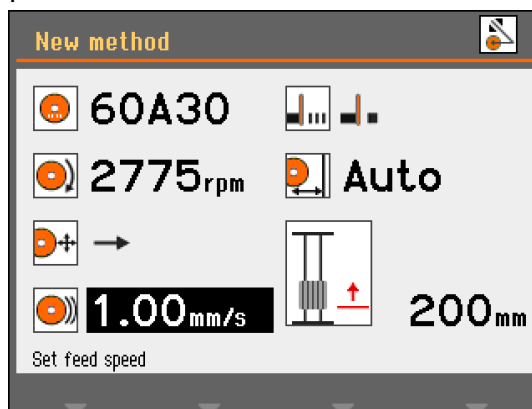 New method
60A30
2775rpm
Auto
1.00mm/s
200mm
Set feed speed